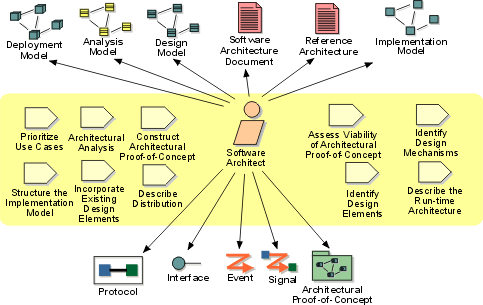 Deployment
Model
Analysis
Model
Design
Model
Software
Architecture
Document
Reference
Architecture
Implementation
Model
Prioritize
Use Cases
Architectural
Analysis
Construct
Architectural
Proof-of-Concept
Software
Architect
Assess Viability
of Architectural
Proof-of Concept
Identify
Design
Mechanisms
Structure the
Implementation
Model
Incorporate
Existing
Design
Elements
Describe
Distribution
Identify
Design
Elements
Describe the
Run-time
Architecture
Protocol
Interface
Event
Signal
Architectural
Proof-of- Concept